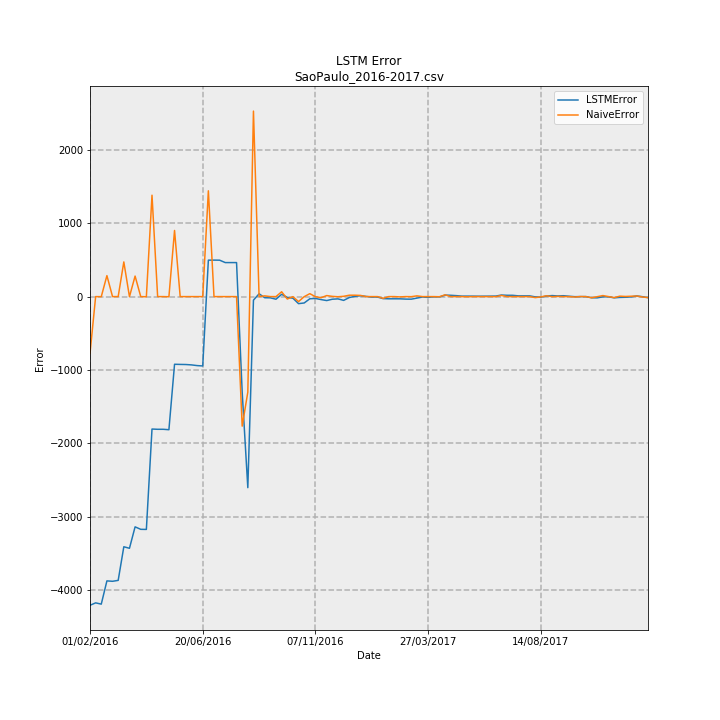 LSTM Error
SaoPaulo_2016-2017.csv
LSTMError
NaiveError
2000
1000
0
−1000
−2000
−3000
−4000
Error
01/02/2016 20/06/2016 07/11/2016 27/03/2017 14/08/2017
Date